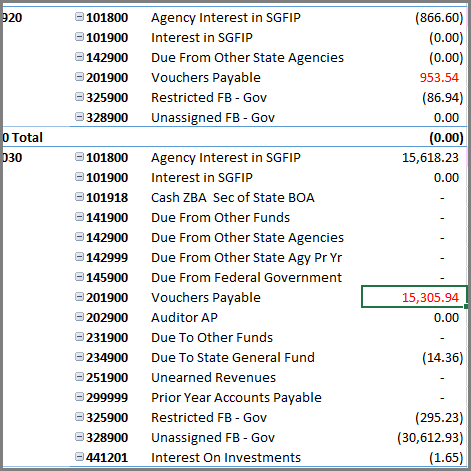 920 101800 Agency Interest in SGFIP (866.60)
101900 Interest in SGFIP (0.00)
142900 Due From Other State Agencies (0.00)
201900 Vouchers Payable 953.54
325900 Restricted FB - Gov (86.94)
328900 Unassigned FB - Gov 0.00
0 Total (0.00)
030 101800 Agency Interest in SGFIP 15,618.23
101900 Interest in SGFIP 0.00
101918 Cash ZBA Sec of State BOA -
141900 Due From Other Funds -
142900 Due From Other State Agencies -
142999 Due From Other State Agy Pr Yr -
145900 Due From Federal Government -
201900 Vouchers Payable 15,305.94
202900 Auditor AP 0.00
231900 Due To Other Funds -
234900 Due To State General Fund (14.36)
251900 Unearned Revenues -
299999 Prior Year Accounts Payable -
325900 Restricted FB - Gov (295.23)
328900 Unassigned FB - Gov (30,612.93)
441201 Interest On Investments (1.65)